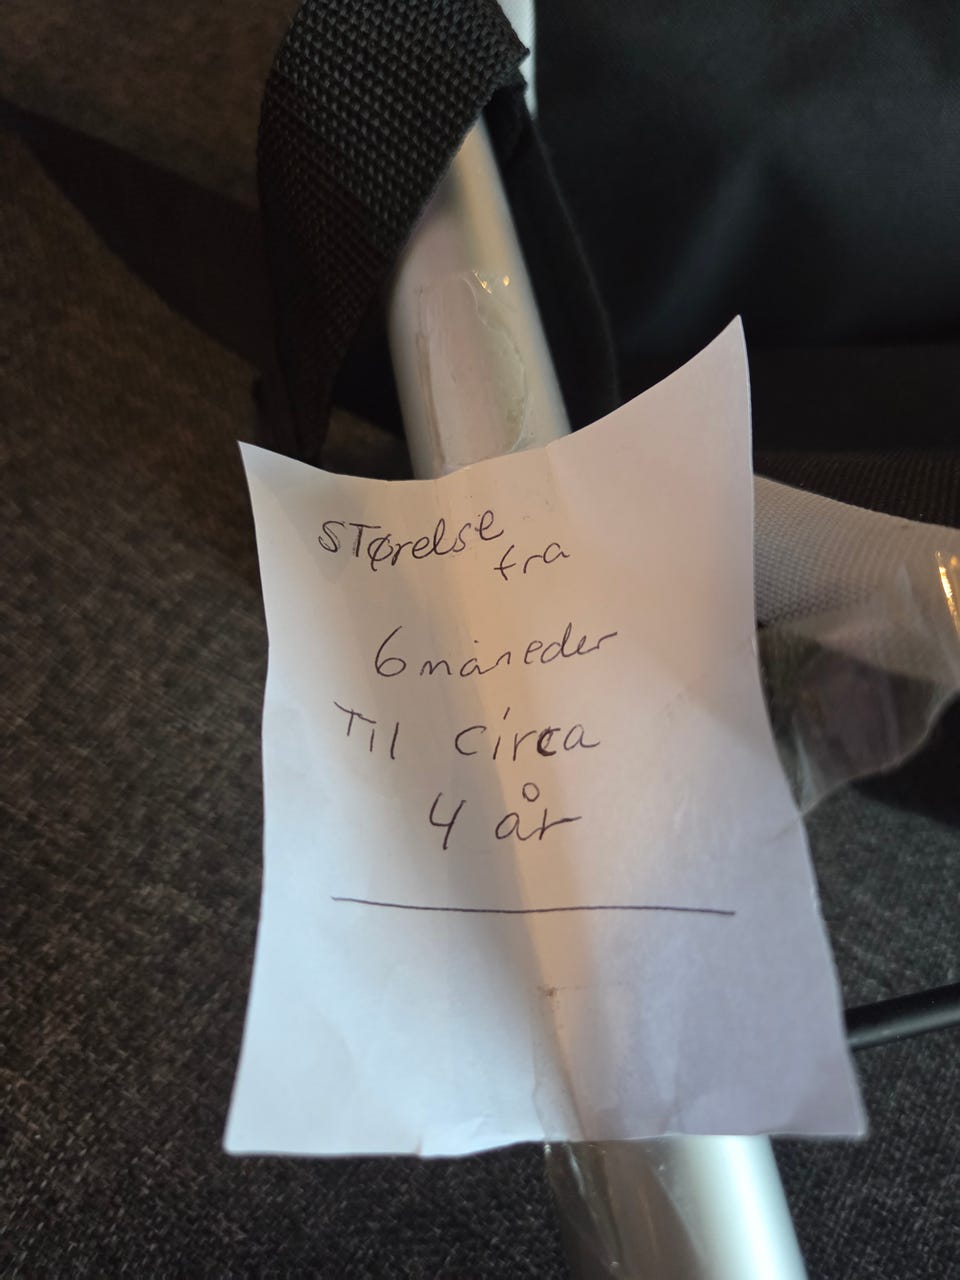 STørelse
fra
6 måneder
Til circa
4 år